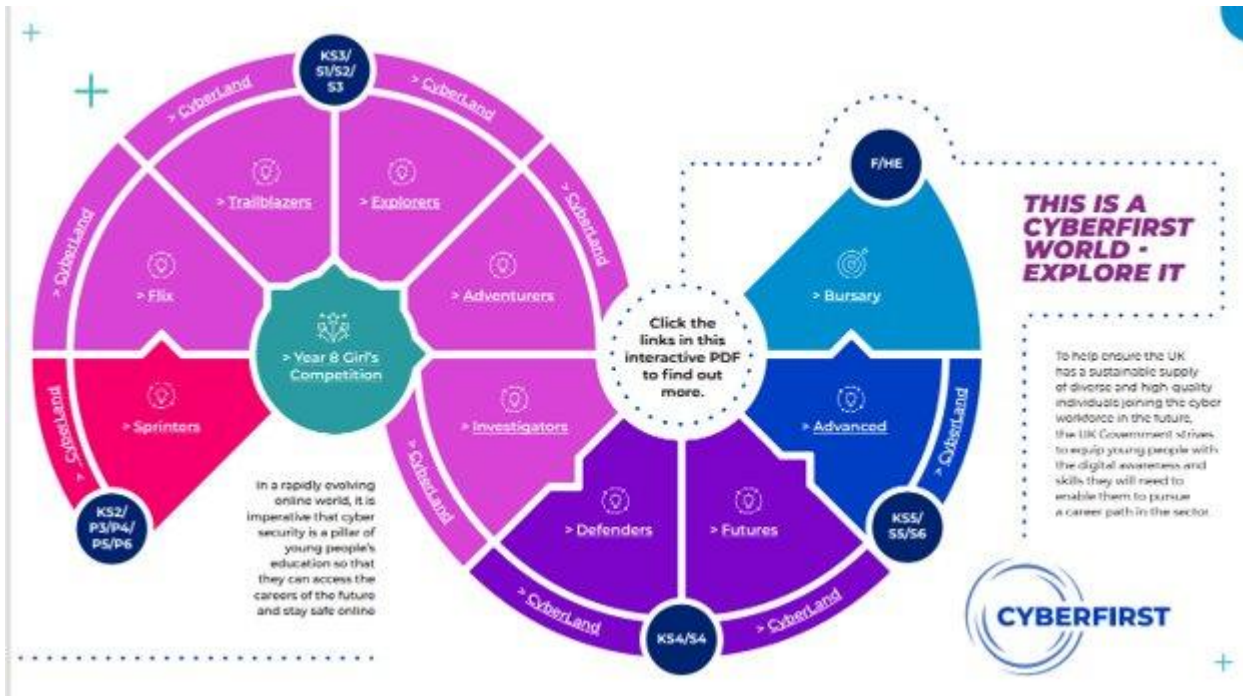 KS3/
S1/S2/
S3
> CyberLand
> CyberLand
> CyberLand
> CyberLand
> Trailblazers
> Explorers
> Flix
> Adventurers
> Year 8 Girl's
Competition
> CyberLand
> Sprinters
KS2/
P3/P4/
P5/P6
In a rapidly evolving
online world, it is
imperative that cyber
security is a pillar of
young people's
education so that
they can access the
careers of the future
and stay safe online
> Investigators
> CyberLand
> Defenders
> CyberLand
KS4/S4
> Futures
> CyberLand
Click the
links in this
interactive PDF
to find out
more.
> Advanced
> CyberLand
KS5/
S5/S6
> Bursary
F/HE
THIS IS A
CYBERFIRST
WORLD -
EXPLORE IT
To help ensure the UK
has a sustainable supply
of diverse and high-quality
individuals joining the cyber
workforce in the future,
the UK Government strives
to equip young people with
the digital awareness and
skills they will need to
enable them to pursue
a career path in the sector.
CYBERFIRST